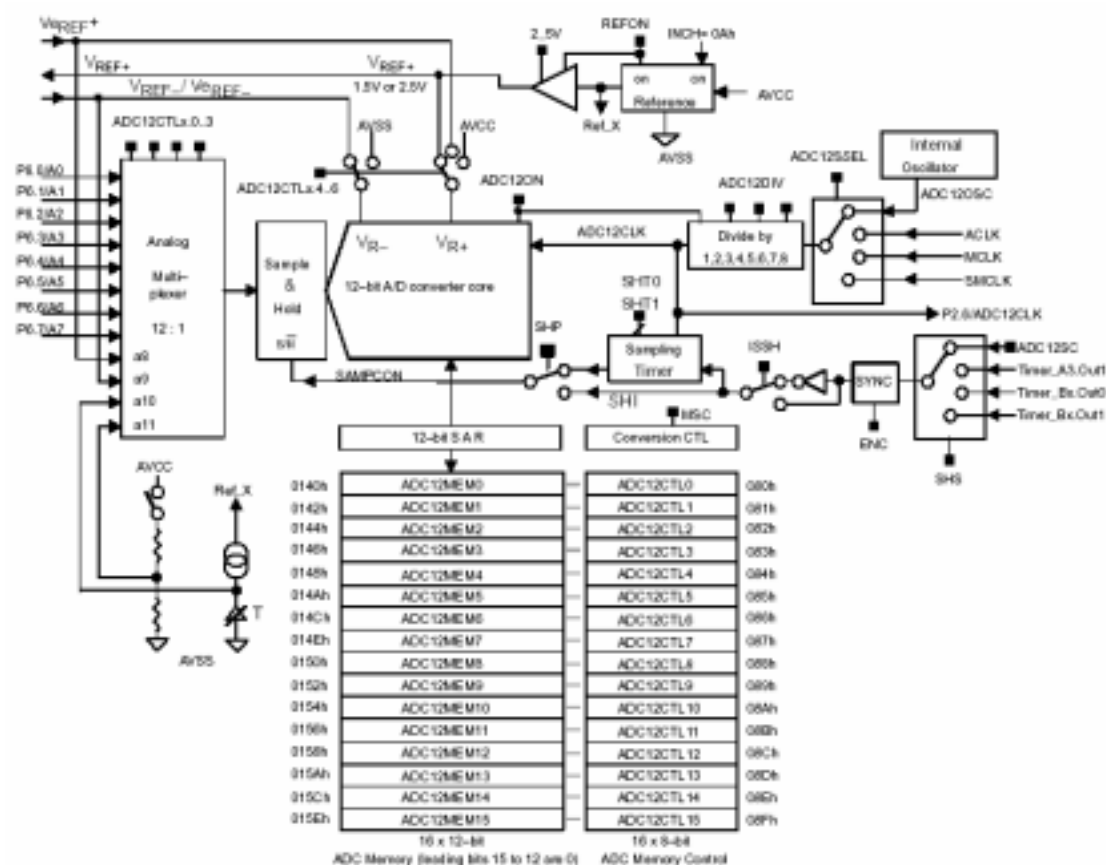 VeREF+
REFON
2_5V
INCH= 0Ah
VREF+
VREF+
1.5V or 2.5V
on
on
Reference
AVCC
VREF–/ VeREF–
Ref_X
AVSS
ADC12CTLx.0..3
AVSS
AVCC
ADC12SSEL
Internal
Oscillator
ADC12CTLx.4..6
ADC12ON
ADC12DIV
ADC12OSC
P6.0/A0
P6.1/A1
P6.2/A2
P6.3/A3
P6.4/A4
P6.5/A5
P6.6/A6
P6.7/A7
Analog
Multi–
plexer
12 : 1
a8
a9
a10
a11
Sample
&
Hold
S/H
VR–
VR+
12–bit A/D converter core
ADC12CLK
Divide by
1,2,3,4,5,6,7,8
ACLK
MCLK
SMCLK
SHT0
SHT1
P2.6/ADC12CLK
SHP
Sampling
Timer
ISSH
SAMPCON
SHI
SYNC
ENC
ADC12SC
Timer_A3.Out1
Timer_Bx.Out0
Timer_Bx.Out1
SHS
MSC
12–bit S A R
Conversion CTL
AVCC
Ref_X
T
AVSS
0140h ADC12MEM0 ADC12CTL0 080h
0142h ADC12MEM1 ADC12CTL1 081h
0144h ADC12MEM2 ADC12CTL2 082h
0146h ADC12MEM3 ADC12CTL3 083h
0148h ADC12MEM4 ADC12CTL4 084h
014Ah ADC12MEM5 ADC12CTL5 085h
014Ch ADC12MEM6 ADC12CTL6 086h
014Eh ADC12MEM7 ADC12CTL7 087h
0150h ADC12MEM8 ADC12CTL8 088h
0152h ADC12MEM9 ADC12CTL9 089h
0154h ADC12MEM10 ADC12CTL10 08Ah
0156h ADC12MEM11 ADC12CTL11 08Bh
0158h ADC12MEM12 ADC12CTL12 08Ch
015Ah ADC12MEM13 ADC12CTL13 08Dh
015Ch ADC12MEM14 ADC12CTL14 08Eh
015Eh ADC12MEM15 ADC12CTL15 08Fh
16 x 12–bit
ADC Memory (leading bits 15 to 12 are 0)
16 x 8–bit
ADC Memory Control